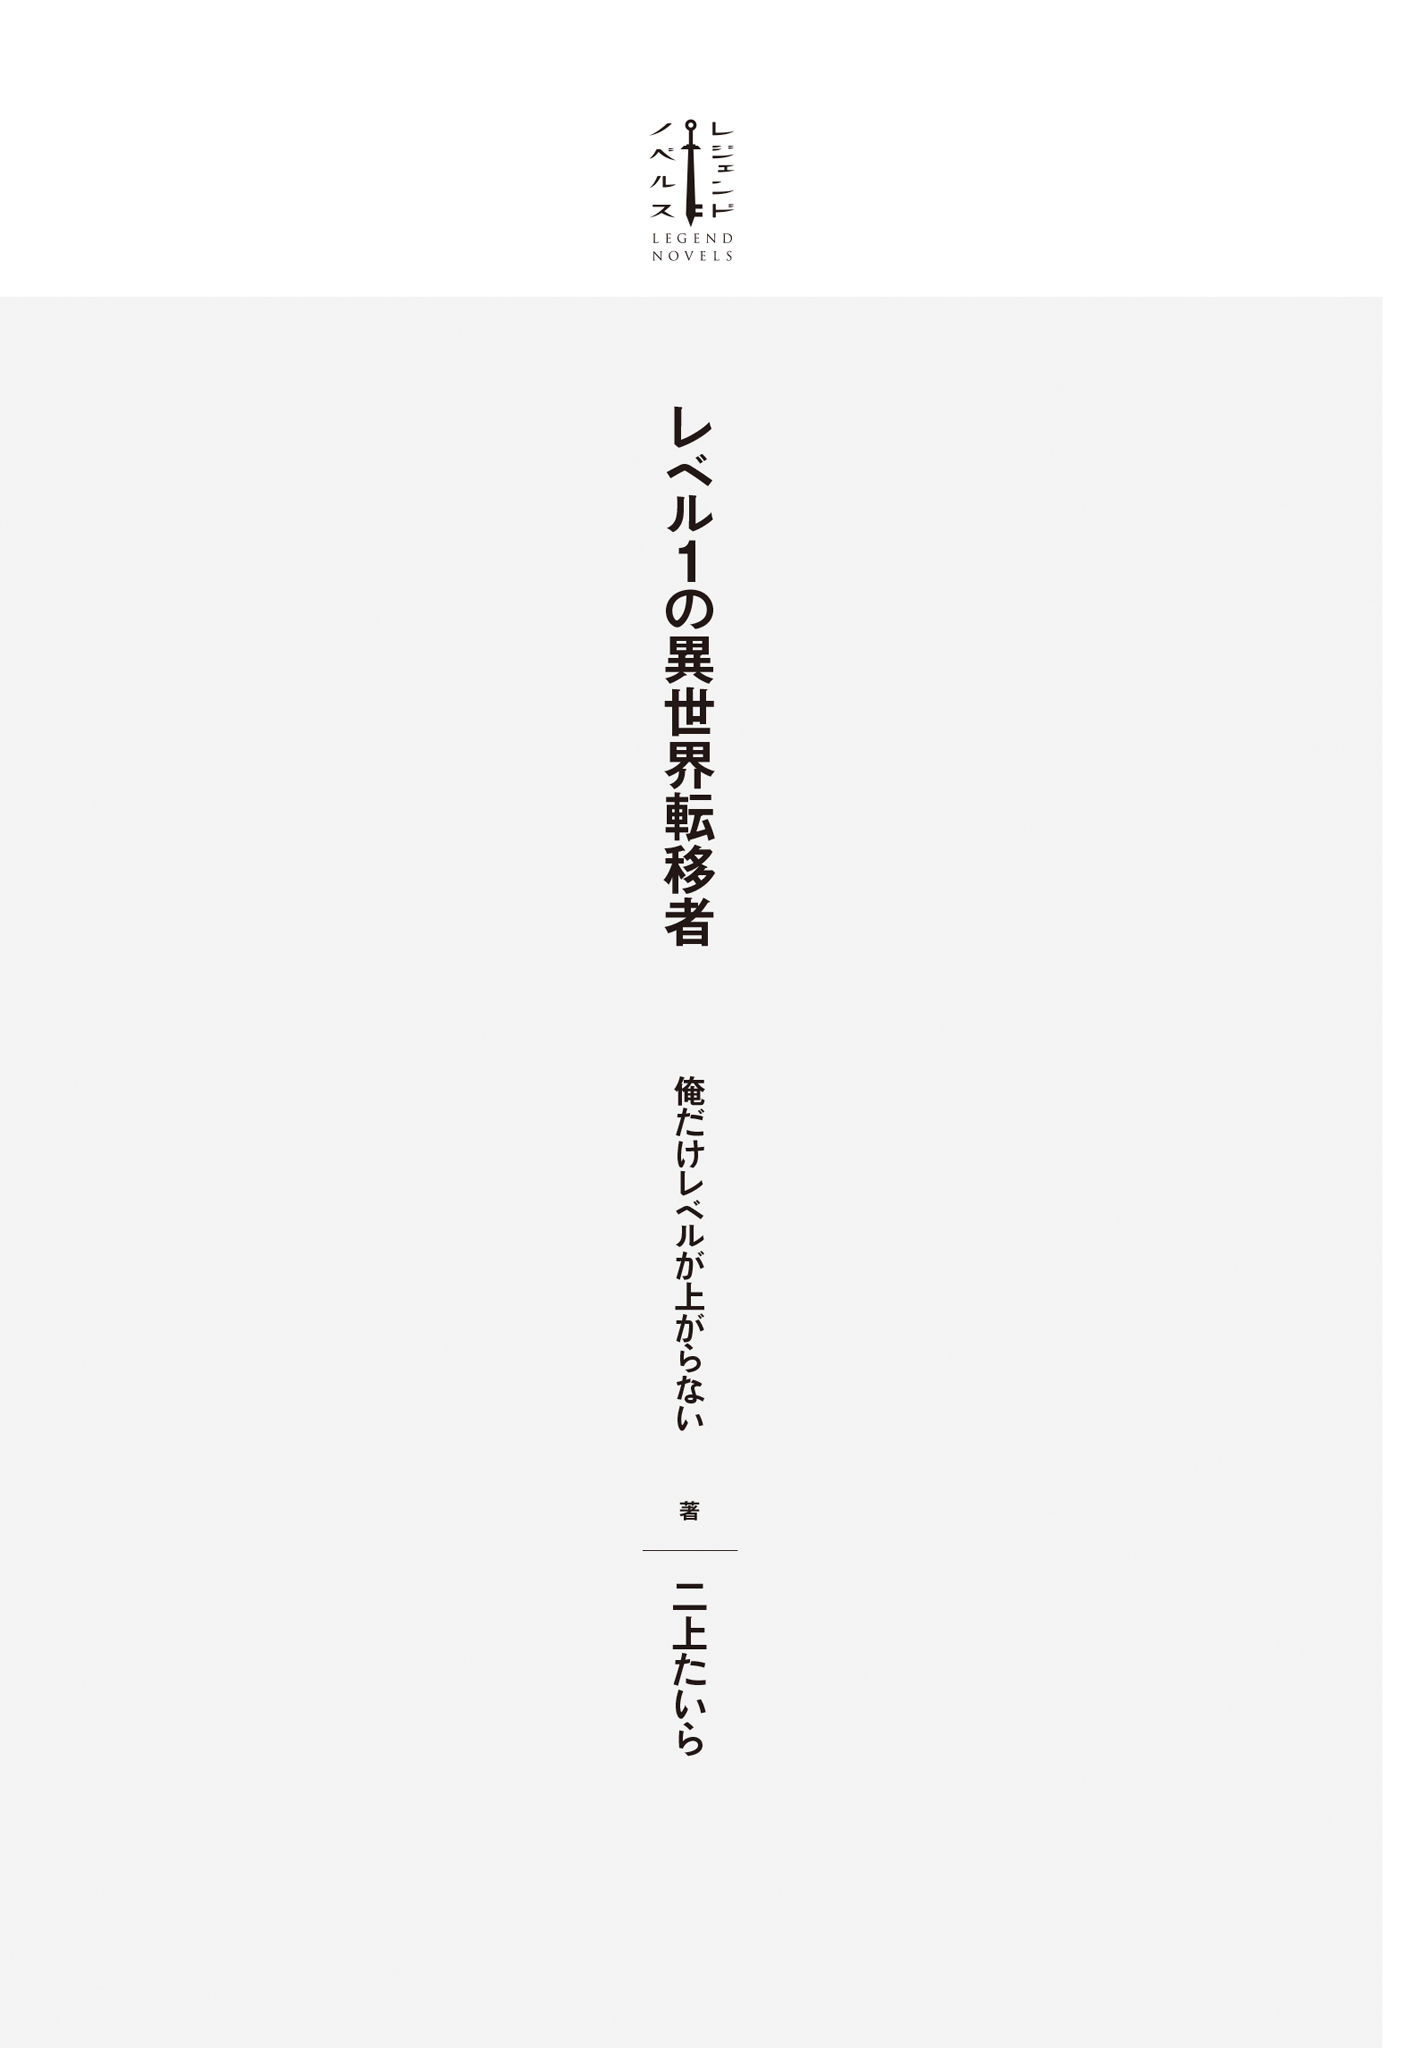 レジェンド
ノベルス
LEGEND
NOVELS
レベル1の異世界転移者
俺だけレベルが上がらない
著
二上たいら